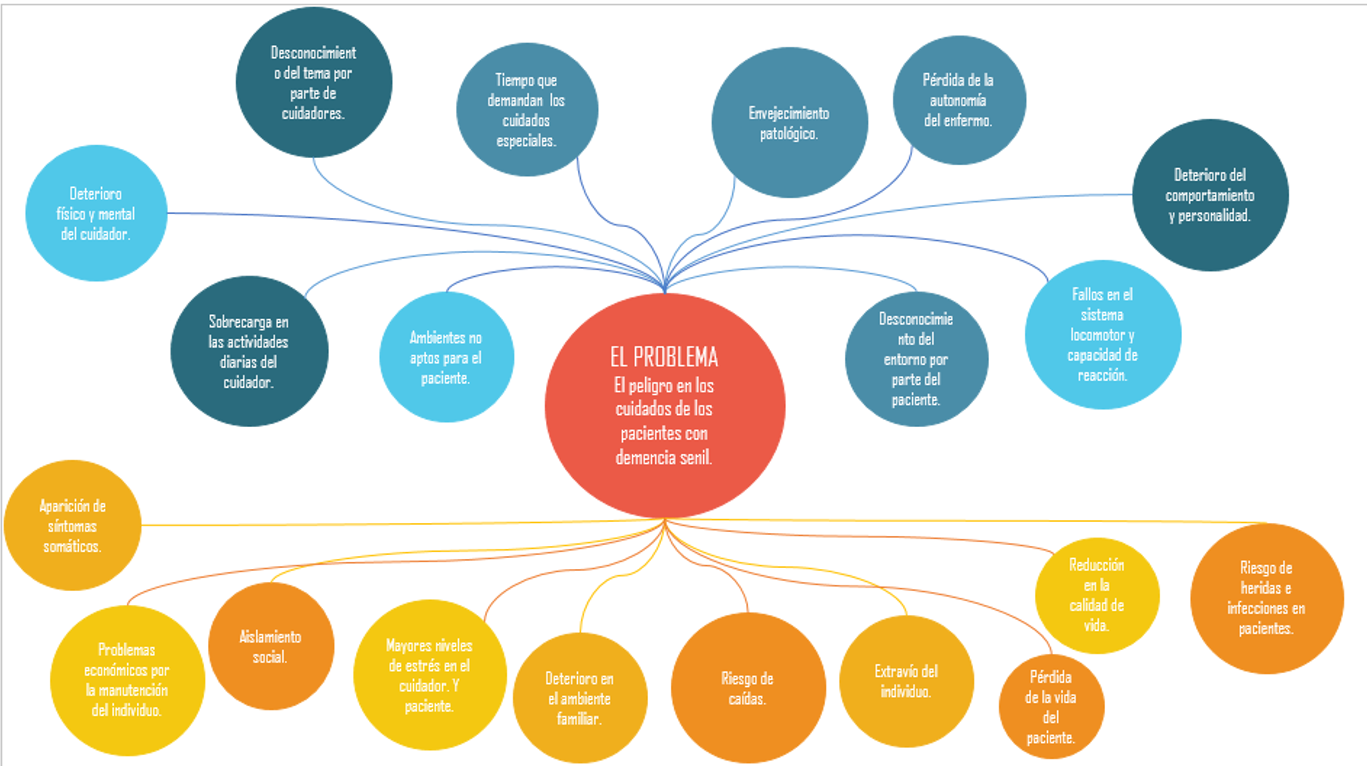 Desconocimient
o del tema por
parte de
cuidadores.
Tiempo que
demandan los
cuidados
especiales.
Envejecimiento
patológico.
Pérdida de la
autonomía
del enfermo.
Deterioro
físico y mental
del cuidador.
Deterioro del
comportamiento
y personalidad.
Sobrecarga en
las actividades
diarias del
cuidador.
Ambientes no
aptos para el
paciente.
EL PROBLEMA
El peligro en los
cuidados de los
pacientes con
demencia senil.
Desconocimie
nto del
entorno por
parte del
paciente.
Fallos en el
sistema
locomotor y
capacidad de
reacción.
Aparición de
síntomas
somáticos.
Problemas
económicos por
la manutención
del individuo.
Aislamiento
social.
Mayores niveles
de estrés en el
cuidador. Y
paciente.
Deterioro en
el ambiente
familiar.
Riesgo de
caídas.
Extravío del
individuo.
Pérdida
de la vida
del
paciente.
Reducción
en la
calidad de
vida.
Riesgo de
heridas e
infecciones en
pacientes.